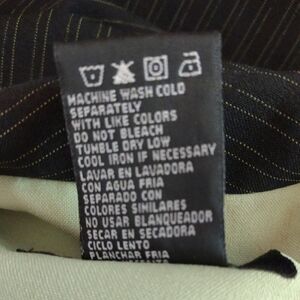 MACHINE WASH COLD
SEPARATELY
WITH LIKE COLORS
DO NOT BLEACH
TUMBLE DRY LOW
COOL IRON IF NECESSARY
LAVAR EN LAVADORA
CON AGUA FRIA
SEPARADO CON
COLORES SIMILARES
NO USAR BLANQUEADOR
SECAR EN SECADORA
CICLO LENTO
PLANCHAR FRIA